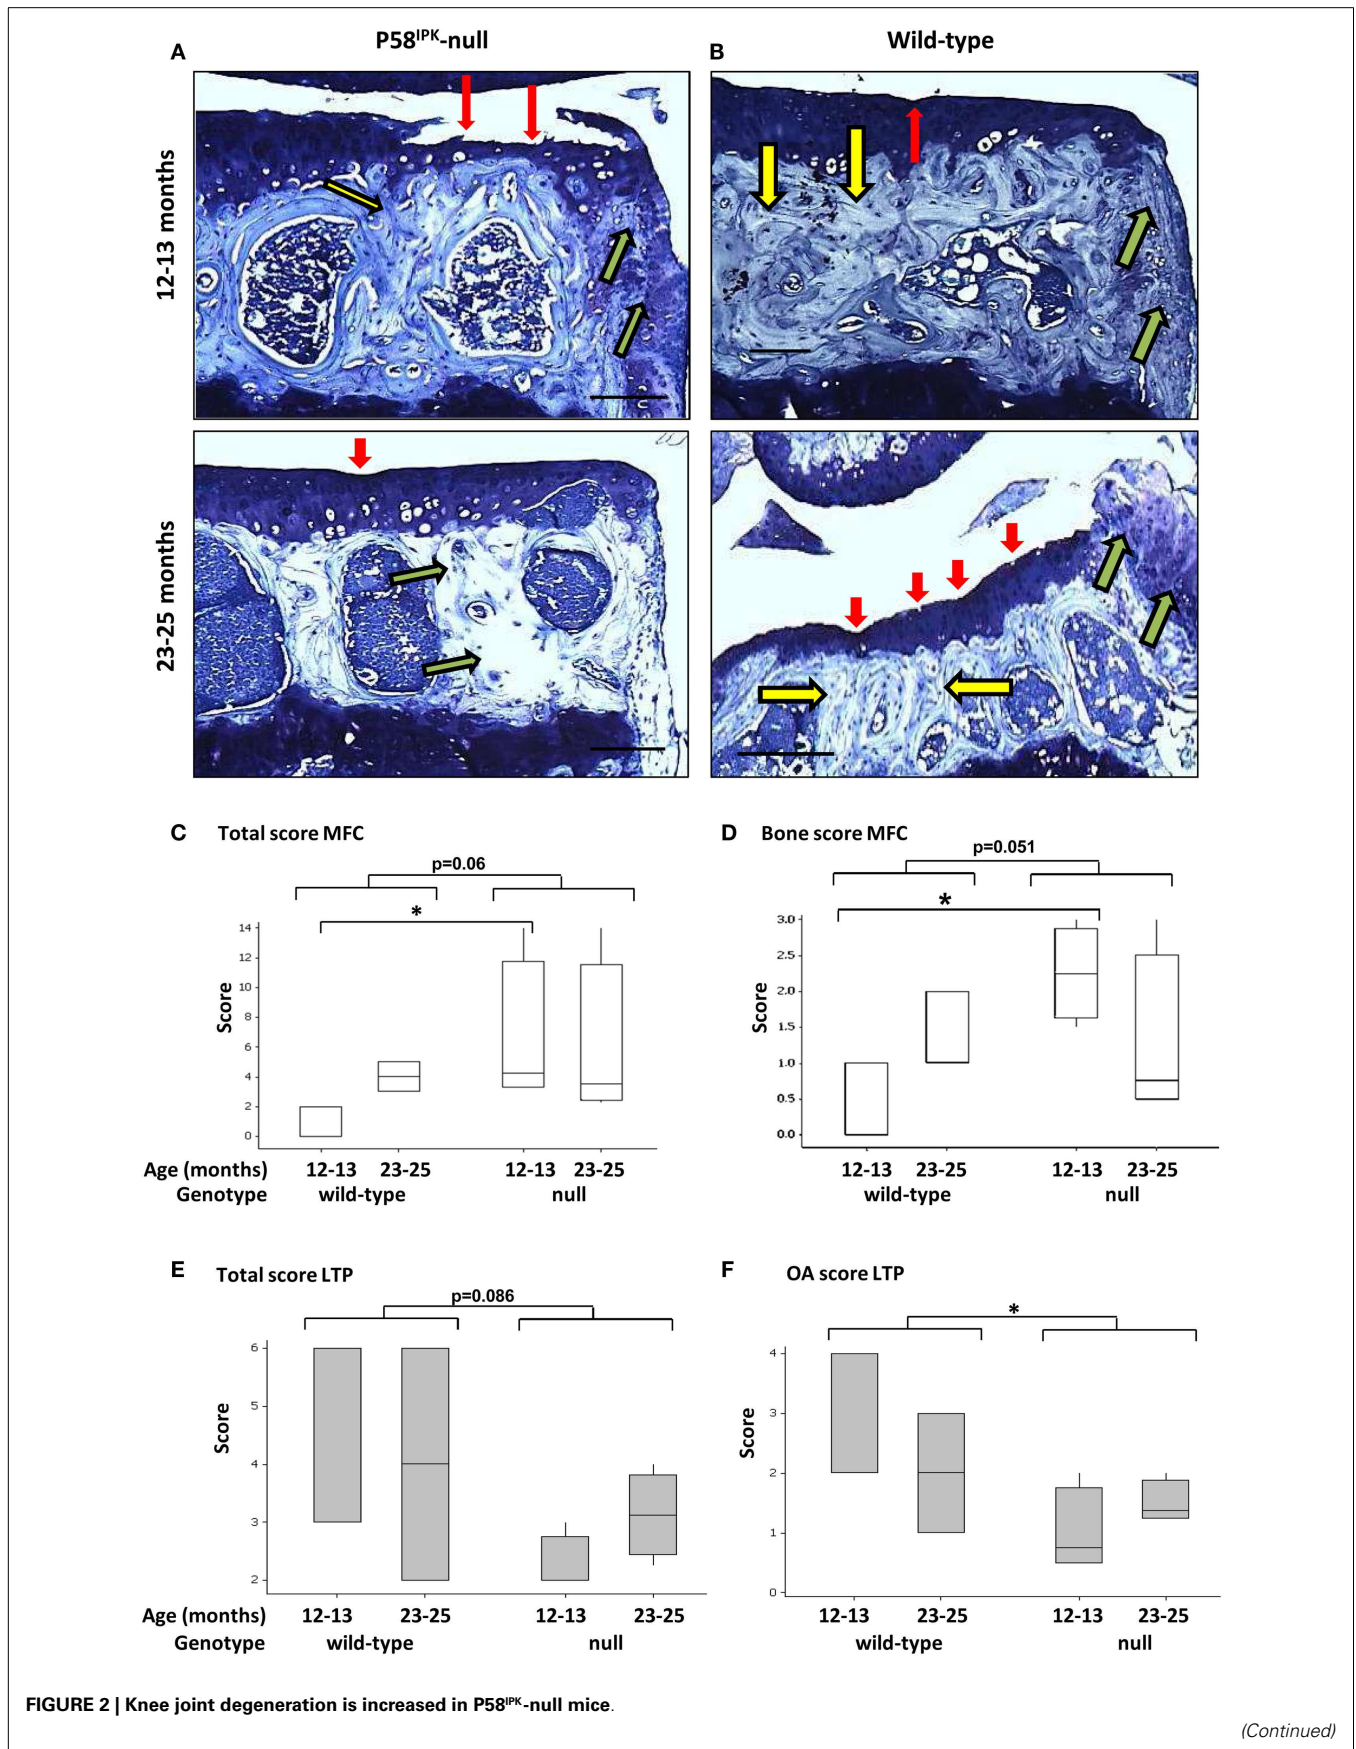 P58IPK-null
Wild-type
A
B
12-13 months
23-25 months
C Total score MFC
p=0.06
*
Score
14
12
10
8
6
4
2
0
Age (months) 12-13 23-25 12-13 23-25
Genotype wild-type null
D Bone score MFC
p=0.051
*
Score
3.0
2.5
2.0
1.5
1.0
0.5
0.0
12-13 23-25 12-13 23-25
wild-type null
E Total score LTP
p=0.086
Score
6
5
4
3
2
Age (months) 12-13 23-25 12-13 23-25
Genotype wild-type null
F OA score LTP
*
Score
4
3
2
1
0
12-13 23-25 12-13 23-25
wild-type null
FIGURE 2 | Knee joint degeneration is increased in P58IPK-null mice.
(Continued)